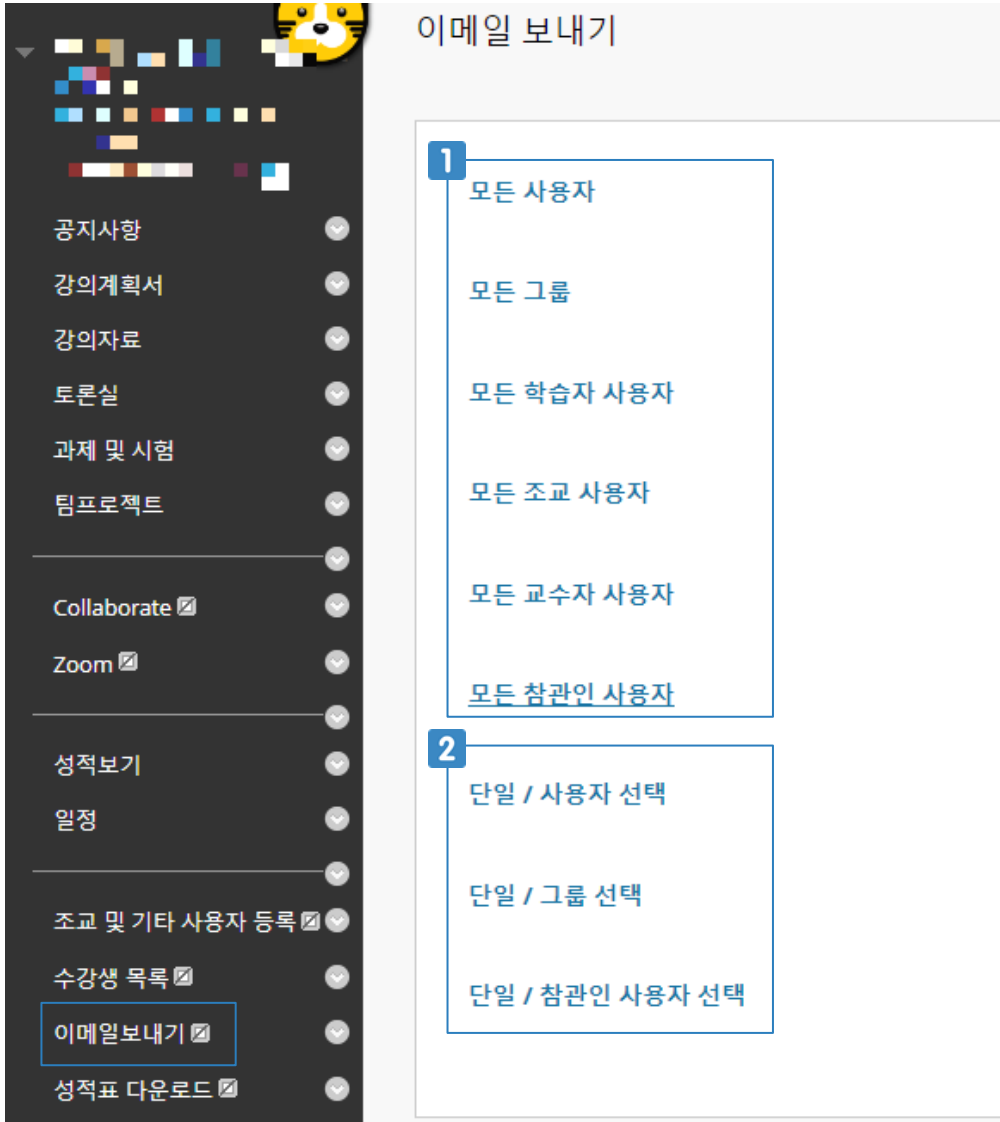 이메일 보내기
공지사항
강의계획서
강의자료
토론실
과제 및 시험
팀프로젝트
Collaborate
Zoom
성적보기
일정
조교 및 기타 사용자 등록
수강생 목록
이메일보내기
성적표 다운로드
1
모든 사용자
모든 그룹
모든 학습자 사용자
모든 조교 사용자
모든 교수자 사용자
모든 참관인 사용자
2
단일 / 사용자 선택
단일 / 그룹 선택
단일 / 참관인 사용자 선택